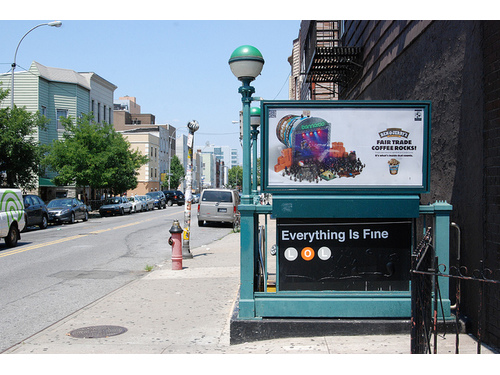 BEN & JERRY'S
FAIR TRADE
COFFEE ROCKS!
Everything Is Fine
L O L